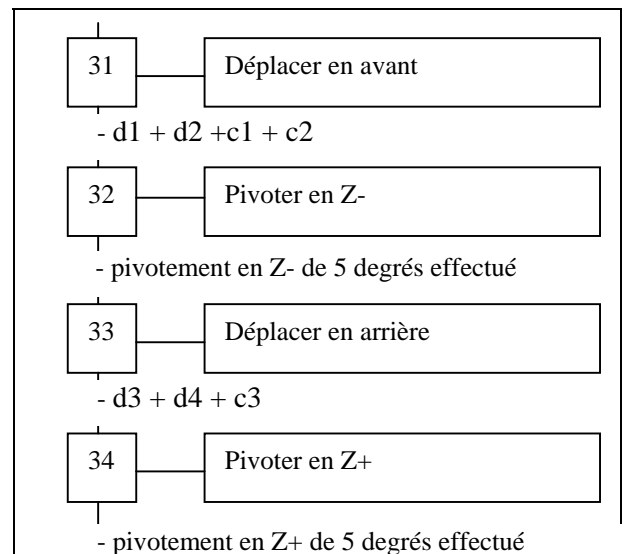 31 Déplacer en avant
- d1 + d2 +c1 + c2
32 Pivoter en Z-
- pivotement en Z- de 5 degrés effectué
33 Déplacer en arrière
- d3 + d4 + c3
34 Pivoter en Z+
- pivotement en Z+ de 5 degrés effectué